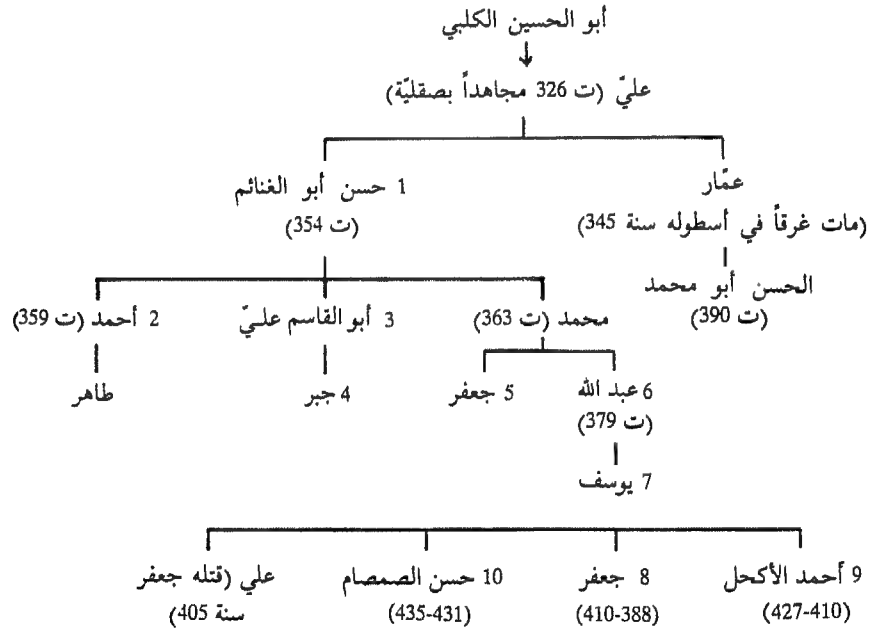 أبو الحسين الكلبي
عليّ (ت 326 مجاهداً بصقليّة)
عمّار
(مات غرقاً في أسطوله سنة 345)
1 حسن أبو الغنائم
(ت 354)
الحسن أبو محمد
(ت 390)
محمد (ت 363)
3 أبو القاسم عليّ
2 أحمد (ت 359)
6 عبد الله
(ت 379)
5 جعفر
4 جبر
طاهر
7 يوسف
9 أحمد الأكحل
(427-410)
8 جعفر
(410-388)
10 حسن الصمصام
(435-431)
علي (قتله جعفر
سنة 405)